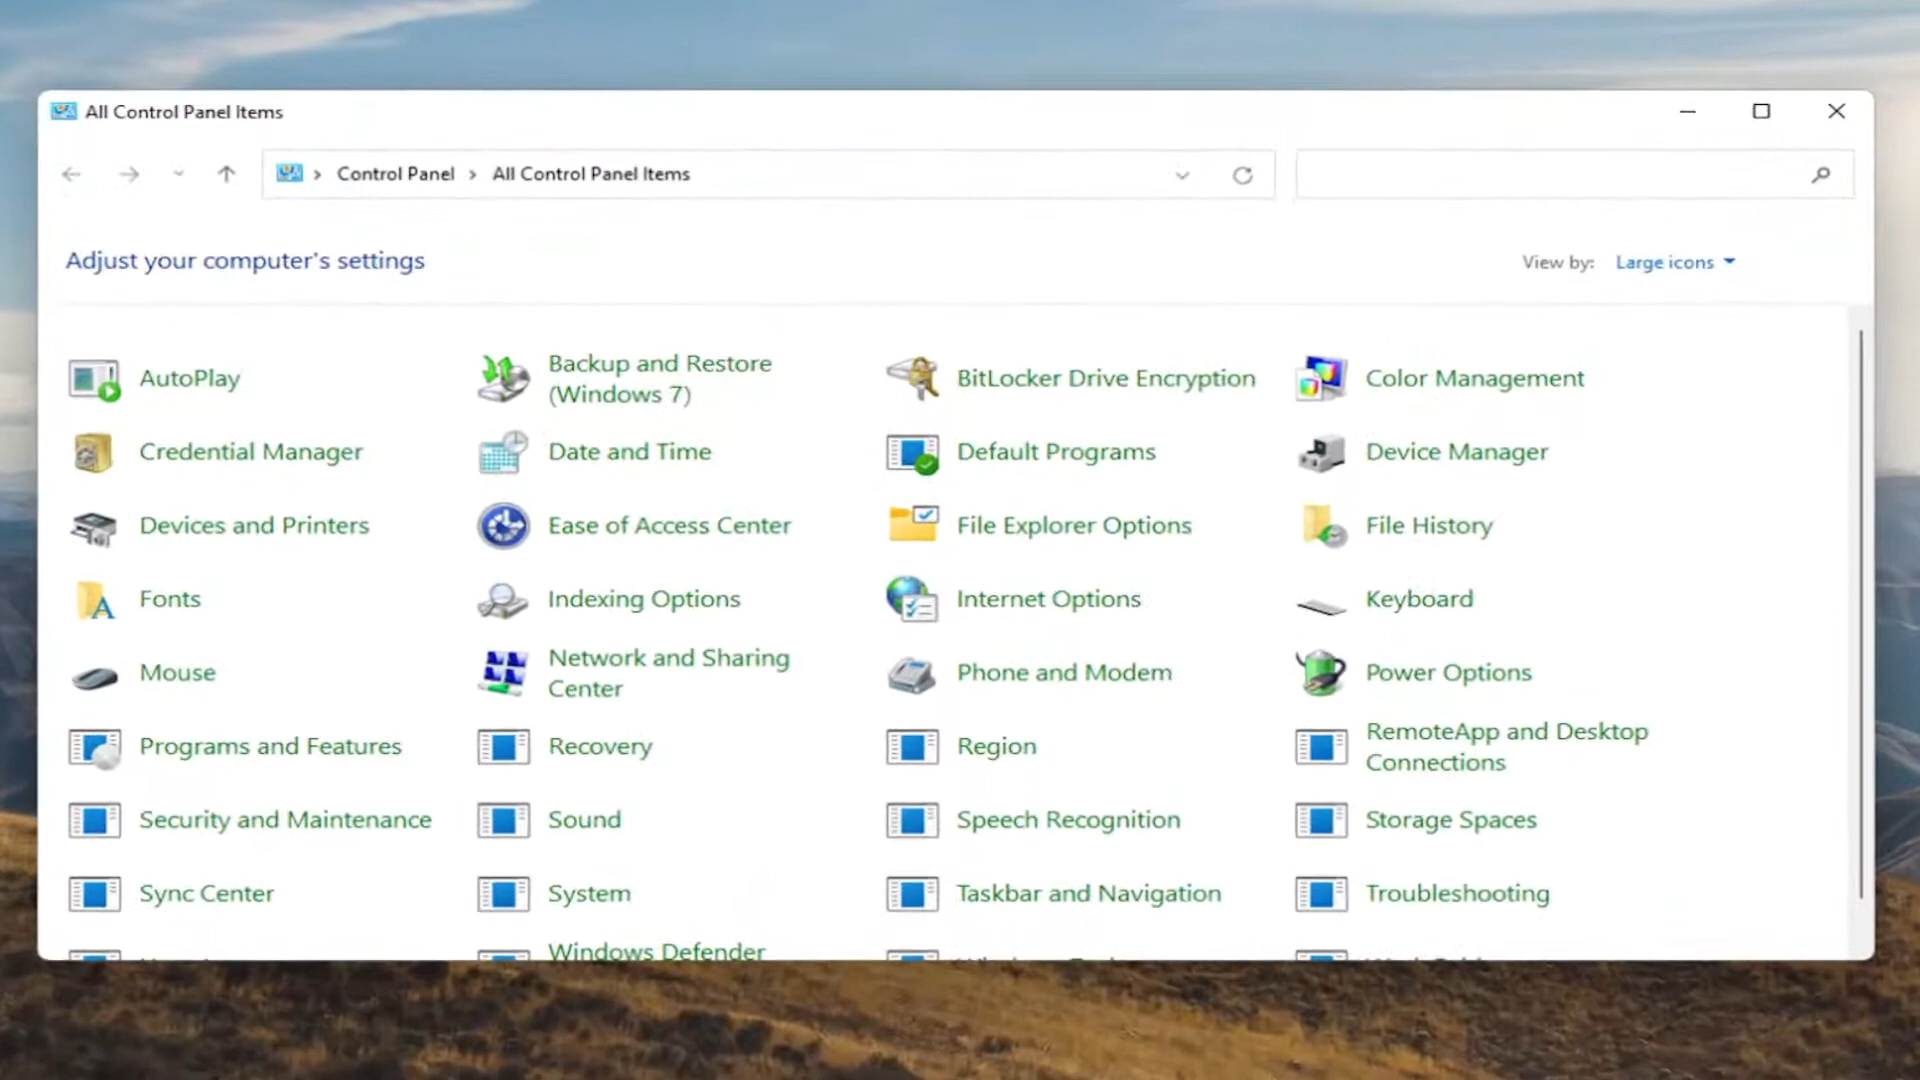 All Control Panel Items
Control Panel > All Control Panel Items
Adjust your computer's settings
View by: Large icons
AutoPlay
Backup and Restore
(Windows 7)
BitLocker Drive Encryption
Color Management
Credential Manager
Date and Time
Default Programs
Device Manager
Devices and Printers
Ease of Access Center
File Explorer Options
File History
Fonts
Indexing Options
Internet Options
Keyboard
Mouse
Network and Sharing
Center
Phone and Modem
Power Options
Programs and Features
Recovery
Region
RemoteApp and Desktop
Connections
Security and Maintenance
Sound
Speech Recognition
Storage Spaces
Sync Center
System
Taskbar and Navigation
Troubleshooting
Windows Defender